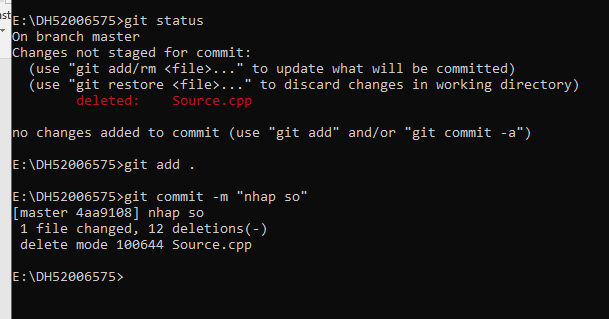 E:\DH52006575>git status
On branch master
Changes not staged for commit:
  (use "git add/rm <file>..." to update what will be committed)
  (use "git restore <file>..." to discard changes in working directory)
        deleted:    Source.cpp

no changes added to commit (use "git add" and/or "git commit -a")

E:\DH52006575>git add .

E:\DH52006575>git commit -m "nhap so"
[master 4aa9108] nhap so
 1 file changed, 12 deletions(-)
 delete mode 100644 Source.cpp

E:\DH52006575>